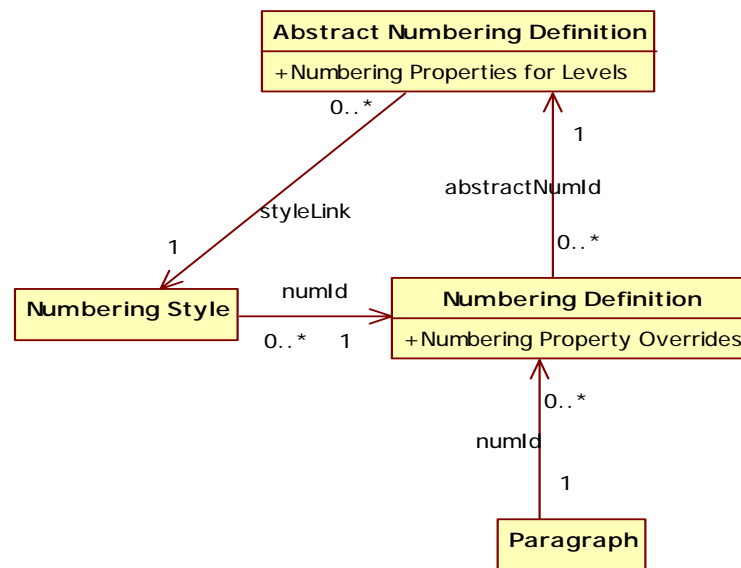 Abstract Numbering Definition
+Numbering Properties for Levels
0..*
1
abstractNumId
styleLink
1
0..*
numId
Numbering Style
Numbering Definition
0..* 1
+Numbering Property Overrides
0..*
numId
1
Paragraph